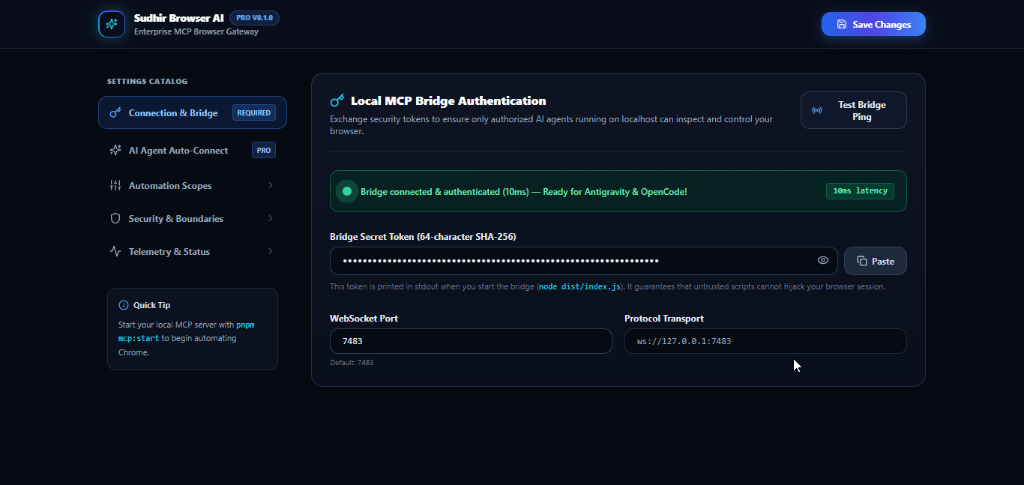 Sudhir Browser AI PRO V0.1.0
Enterprise MCP Browser Gateway
Save Changes
SETTINGS CATALOG
Connection & Bridge REQUIRED
AI Agent Auto-Connect PRO
Automation Scopes
Security & Boundaries
Telemetry & Status
Quick Tip
Start your local MCP server with pnpm
mcp:start to begin automating
Chrome.
Local MCP Bridge Authentication
Exchange security tokens to ensure only authorized AI agents running on localhost can inspect and control your
browser.
Test Bridge
Ping
Bridge connected & authenticated (10ms) — Ready for Antigravity & OpenCode!
10ms latency
Bridge Secret Token (64-character SHA-256)
Paste
This token is printed in stdout when you start the bridge (node dist/index.js). It guarantees that untrusted scripts cannot hijack your browser session.
WebSocket Port
7483
Default: 7483
Protocol Transport
ws://127.0.0.1:7483